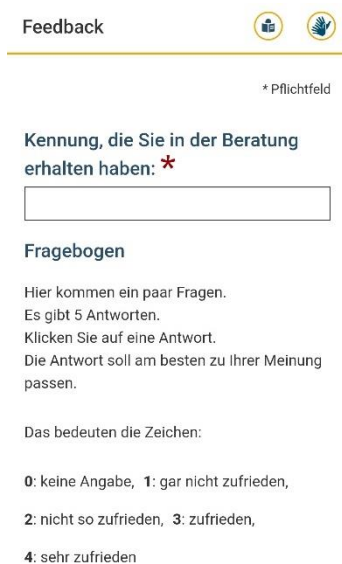 Feedback
* Pflichtfeld
Kennung, die Sie in der Beratung
erhalten haben: *
Fragebogen
Hier kommen ein paar Fragen.
Es gibt 5 Antworten.
Klicken Sie auf eine Antwort.
Die Antwort soll am besten zu Ihrer Meinung
passen.
Das bedeuten die Zeichen:
0: keine Angabe, 1: gar nicht zufrieden,
2: nicht so zufrieden, 3: zufrieden,
4: sehr zufrieden